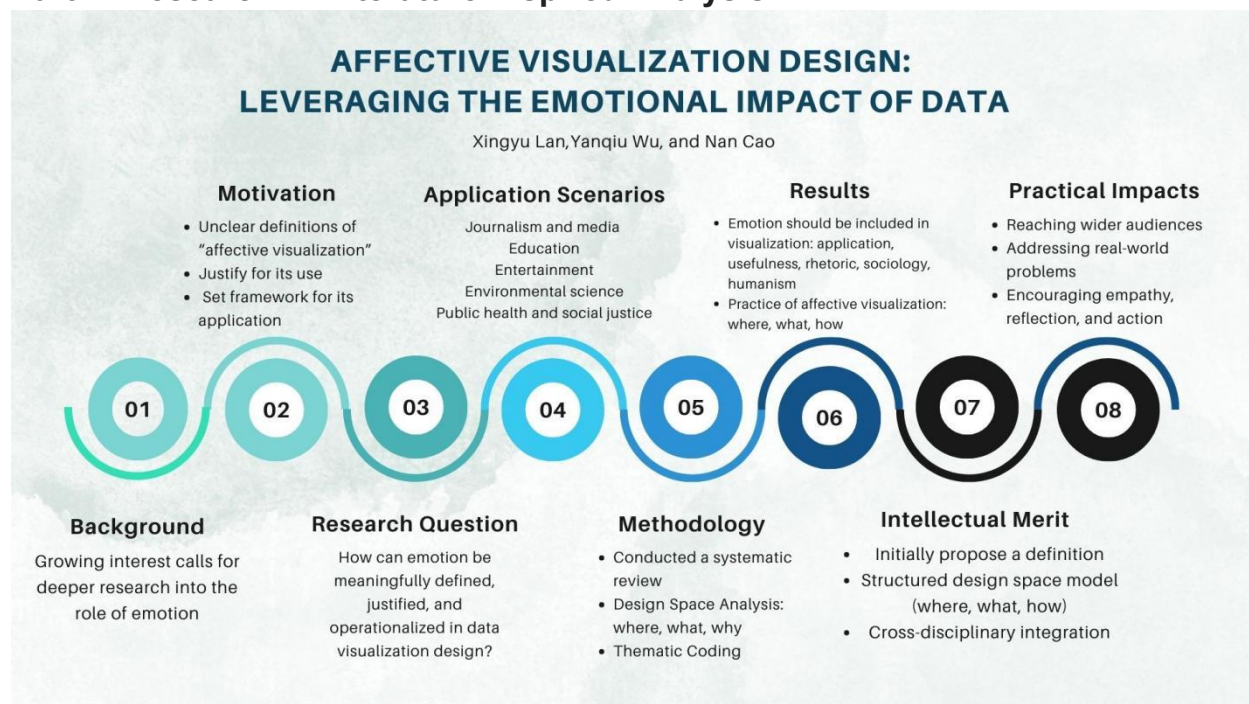 AFFECTIVE VISUALIZATION DESIGN:
LEVERAGING THE EMOTIONAL IMPACT OF DATA
Xingyu Lan,Yanqiu Wu, and Nan Cao
Motivation
• Unclear definitions of
“affective visualization”
• Justify for its use
• Set framework for its
application
Application Scenarios
Journalism and media
Education
Entertainment
Environmental science
Public health and social justice
Results
• Emotion should be included in
visualization: application,
usefulness, rhetoric, sociology,
humanism
• Practice of affective visualization:
where, what, how
Practical Impacts
• Reaching wider audiences
• Addressing real-world
problems
• Encouraging empathy,
reflection, and action
01
02
03
04
05
06
07
08
Background
Growing interest calls for
deeper research into the
role of emotion
Research Question
How can emotion be
meaningfully defined,
justified, and
operationalized in data
visualization design?
Methodology
• Conducted a systematic
review
• Design Space Analysis:
where, what, why
• Thematic Coding
Intellectual Merit
• Initially propose a definition
• Structured design space model
(where, what, how)
• Cross-disciplinary integration